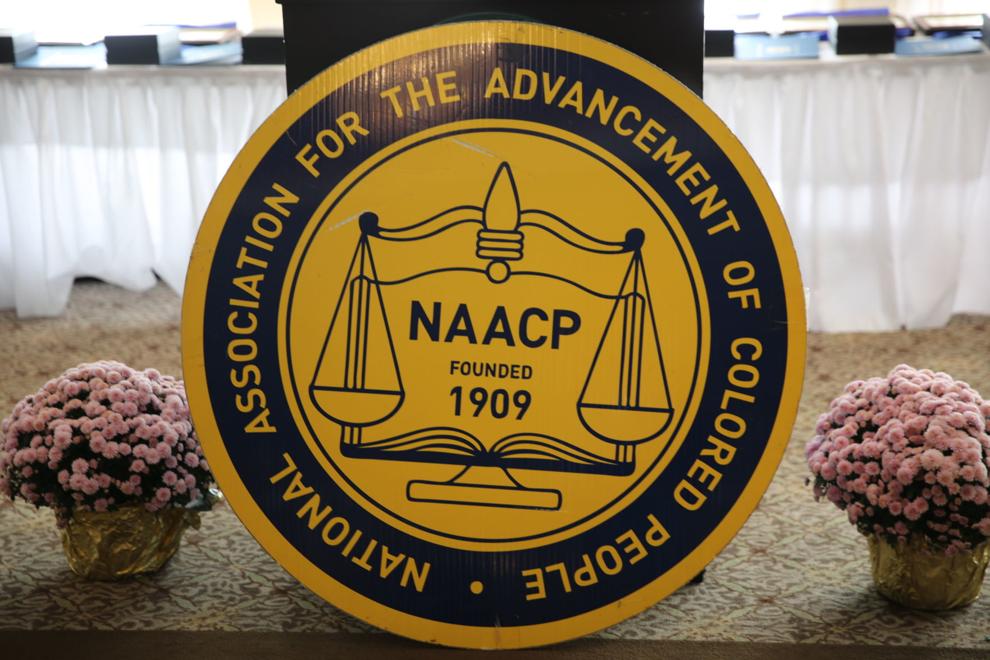 NATIONAL ASSOCIATION FOR THE ADVANCEMENT OF COLORED PEOPLE •
NAACP
FOUNDED
1909